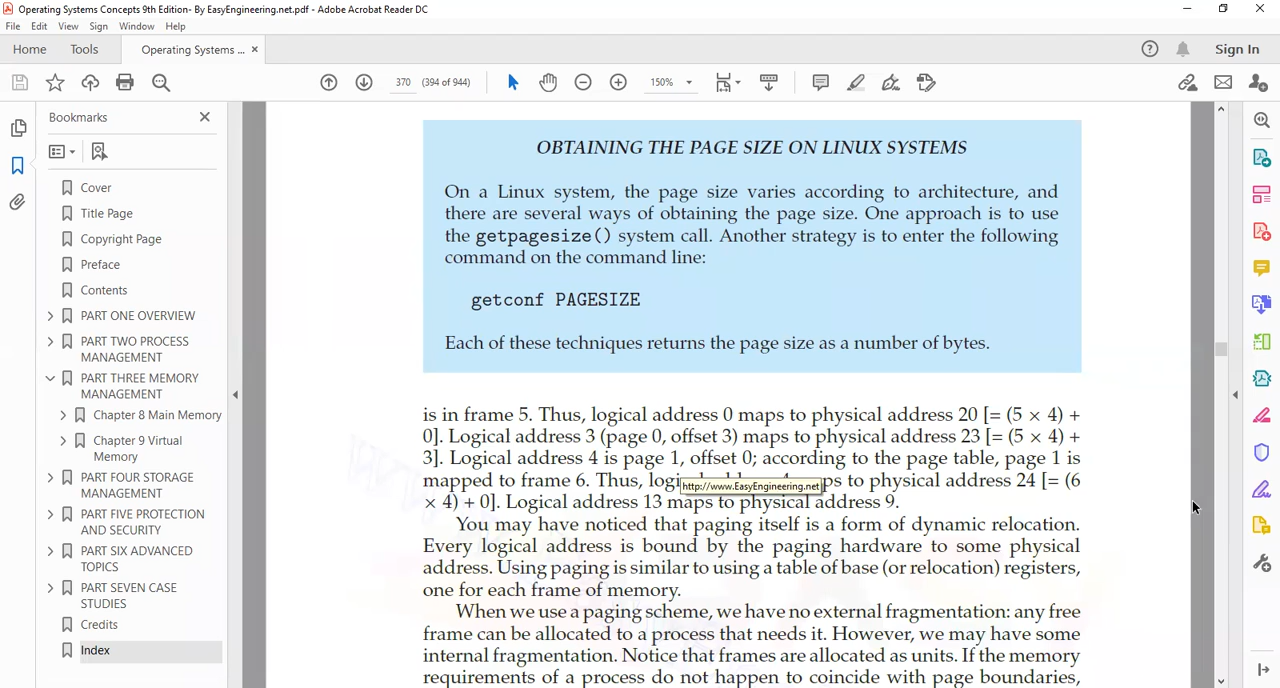 Operating Systems Concepts 9th Edition- By EasyEngineering.net.pdf - Adobe Acrobat Reader DC
File Edit View Sign Window Help
Home Tools Operating Systems ... × Sign In
370 (394 of 944) 150%
Bookmarks
Cover
Title Page
Copyright Page
Preface
Contents
PART ONE OVERVIEW
PART TWO PROCESS
MANAGEMENT
PART THREE MEMORY
MANAGEMENT
Chapter 8 Main Memory
Chapter 9 Virtual
Memory
PART FOUR STORAGE
MANAGEMENT
PART FIVE PROTECTION
AND SECURITY
PART SIX ADVANCED
TOPICS
PART SEVEN CASE
STUDIES
Credits
Index
OBTAINING THE PAGE SIZE ON LINUX SYSTEMS
On a Linux system, the page size varies according to architecture, and
there are several ways of obtaining the page size. One approach is to use
the getpagesize() system call. Another strategy is to enter the following
command on the command line:
getconf PAGESIZE
Each of these techniques returns the page size as a number of bytes.
is in frame 5. Thus, logical address 0 maps to physical address 20 [= (5 × 4) +
0]. Logical address 3 (page 0, offset 3) maps to physical address 23 [= (5 × 4) +
3]. Logical address 4 is page 1, offset 0; according to the page table, page 1 is
mapped to frame 6. Thus, to physical address 24 [= (6
http://www.EasyEngineering.net
× 4) + 0]. Logical address 13 maps to physical address 9.
You may have noticed that paging itself is a form of dynamic relocation.
Every logical address is bound by the paging hardware to some physical
address. Using paging is similar to using a table of base (or relocation) registers,
one for each frame of memory.
When we use a paging scheme, we have no external fragmentation: any free
frame can be allocated to a process that needs it. However, we may have some
internal fragmentation. Notice that frames are allocated as units. If the memory
requirements of a process do not happen to coincide with page boundaries,